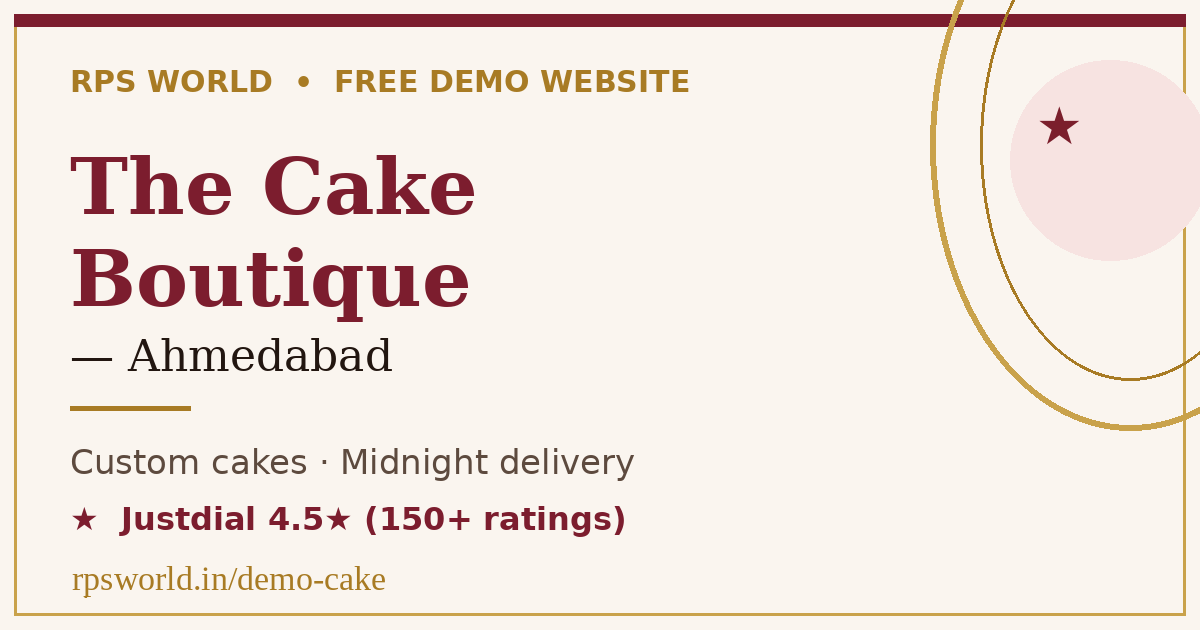 RPS WORLD • FREE DEMO WEBSITE
The Cake
Boutique
— Ahmedabad
Custom cakes · Midnight delivery
★ Justdial 4.5★ (150+ ratings)
rpsworld.in/demo-cake